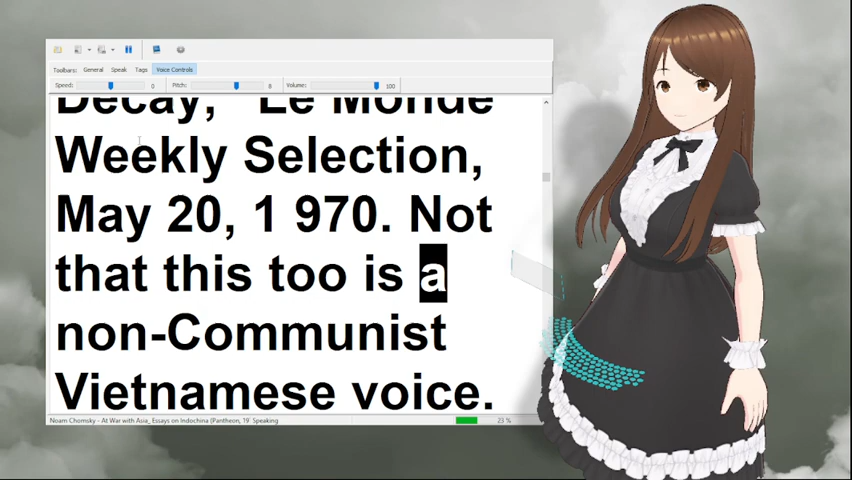 Toolbars: General Speak Tags Voice Controls
Speed: 0 Pitch: 8 Volume: 100
Decay, "Le Monde
Weekly Selection,
May 20, 1 970. Not
that this too is a
non-Communist
Vietnamese voice.
Noam Chomsky - At War with Asia_ Essays on Indochina (Pantheon, 19 Speaking 23 %